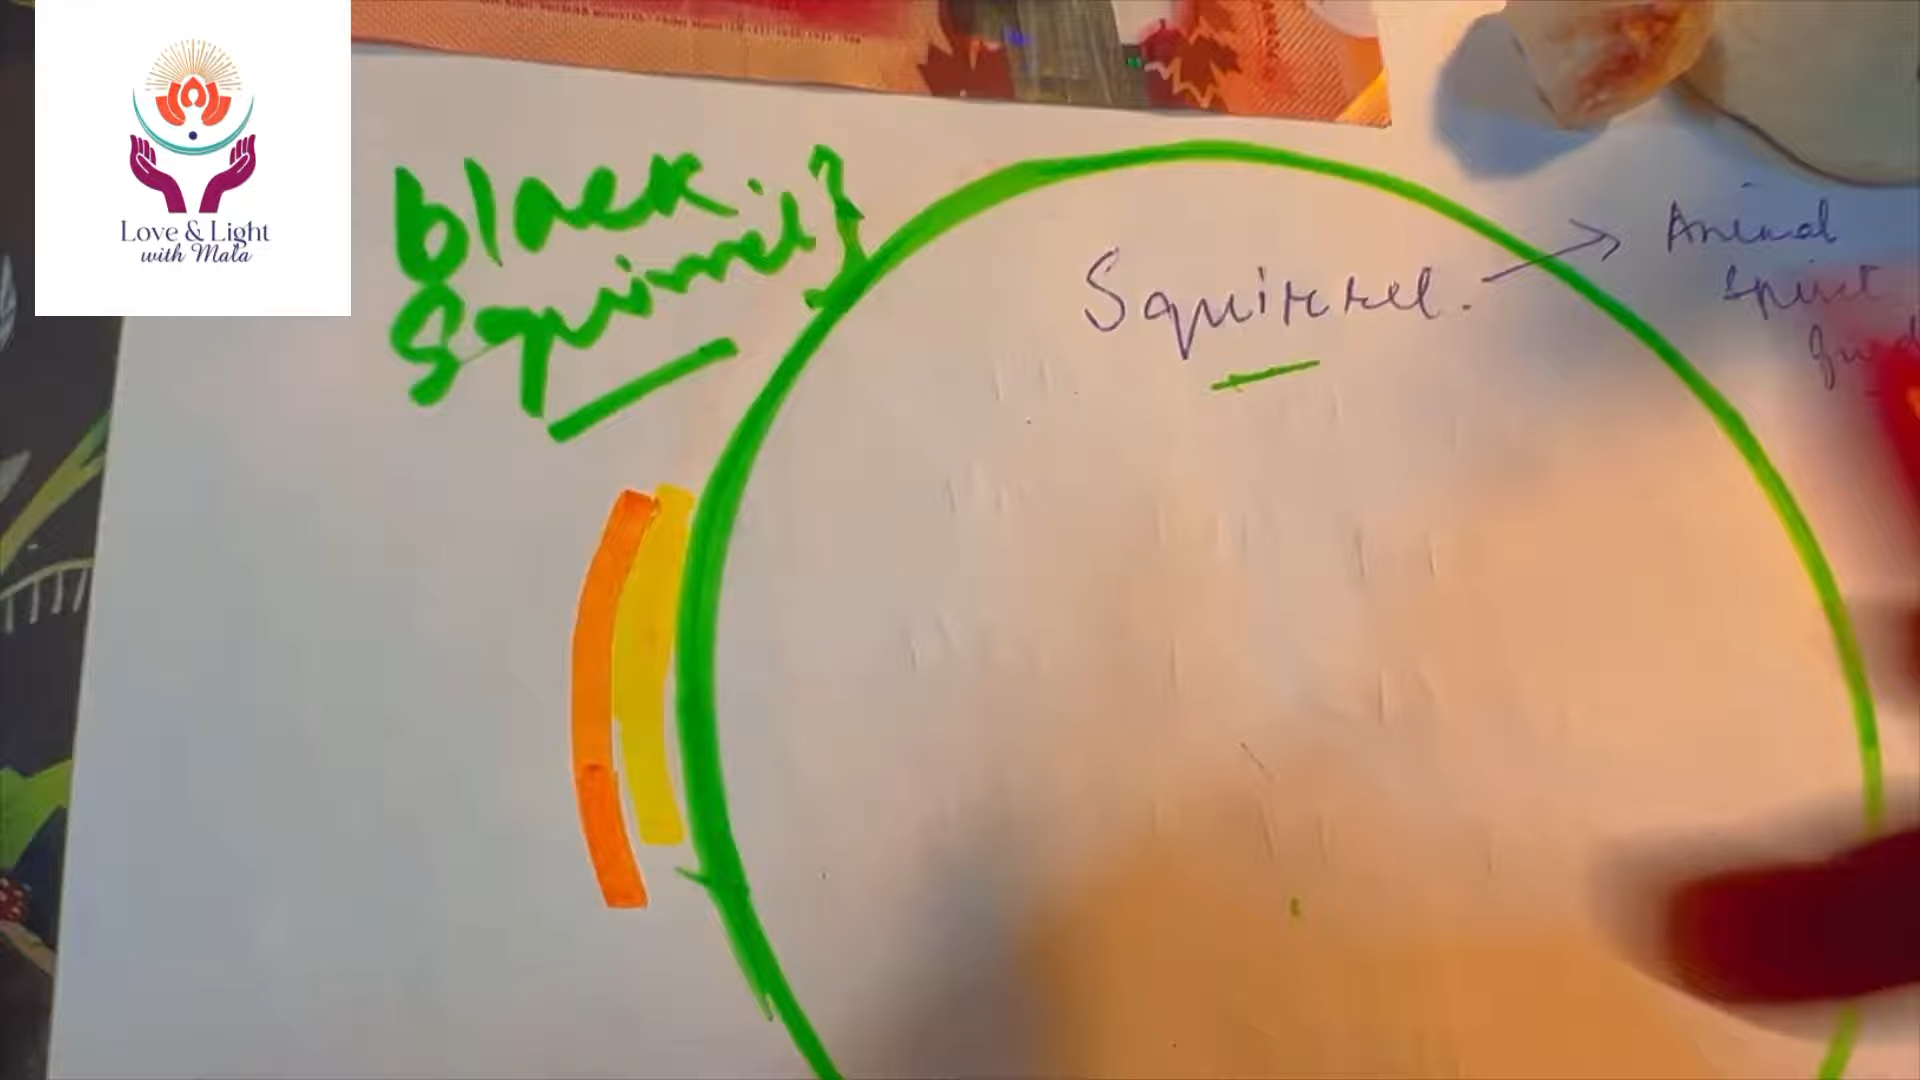 Love & Light
with Mala
black
Squirrel
Squirrel.
Animal
Spirit